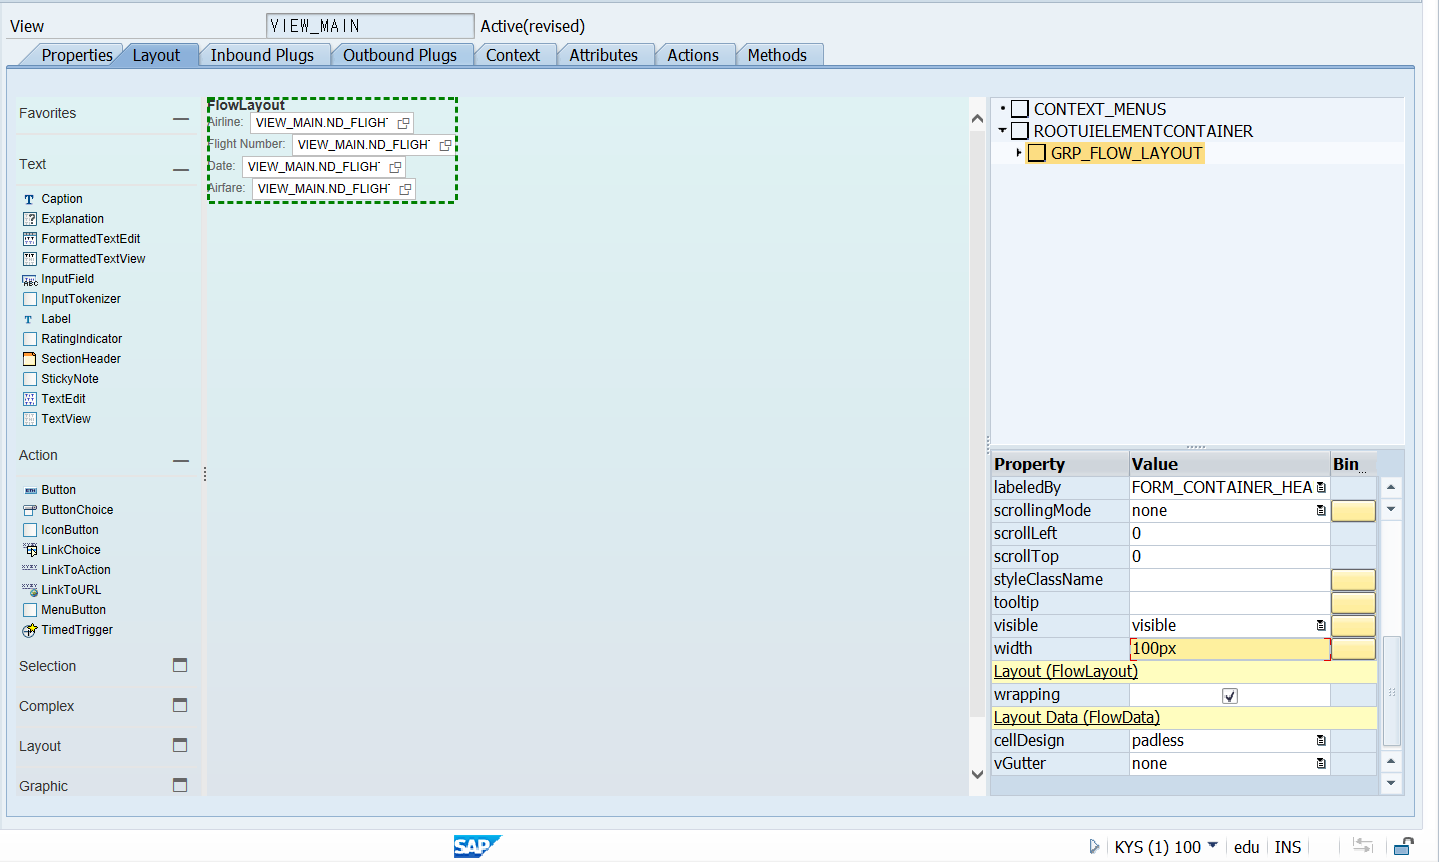 View VIEW_MAIN Active(revised)
Properties Layout Inbound Plugs Outbound Plugs Context Attributes Actions Methods
Favorites
Text
Caption
Explanation
FormattedTextEdit
FormattedTextView
InputField
InputTokenizer
Label
RatingIndicator
SectionHeader
StickyNote
TextEdit
TextView
Action
Button
ButtonChoice
IconButton
LinkChoice
LinkToAction
LinkToURL
MenuButton
TimedTrigger
Selection
Complex
Layout
Graphic
FlowLayout
Airline: VIEW_MAIN.ND_FLIGHT
Flight Number: VIEW_MAIN.ND_FLIGHT
Date: VIEW_MAIN.ND_FLIGHT
Airfare: VIEW_MAIN.ND_FLIGHT
CONTEXT_MENUS
ROOTUIELEMENTCONTAINER
GRP_FLOW_LAYOUT
Property Value Bin...
labeledBy FORM_CONTAINER_HEA
scrollingMode none
scrollLeft 0
scrollTop 0
styleClassName
tooltip
visible visible
width 100px
Layout (FlowLayout)
wrapping
Layout Data (FlowData)
cellDesign padless
vGutter none
SAP KYS (1) 100 edu INS